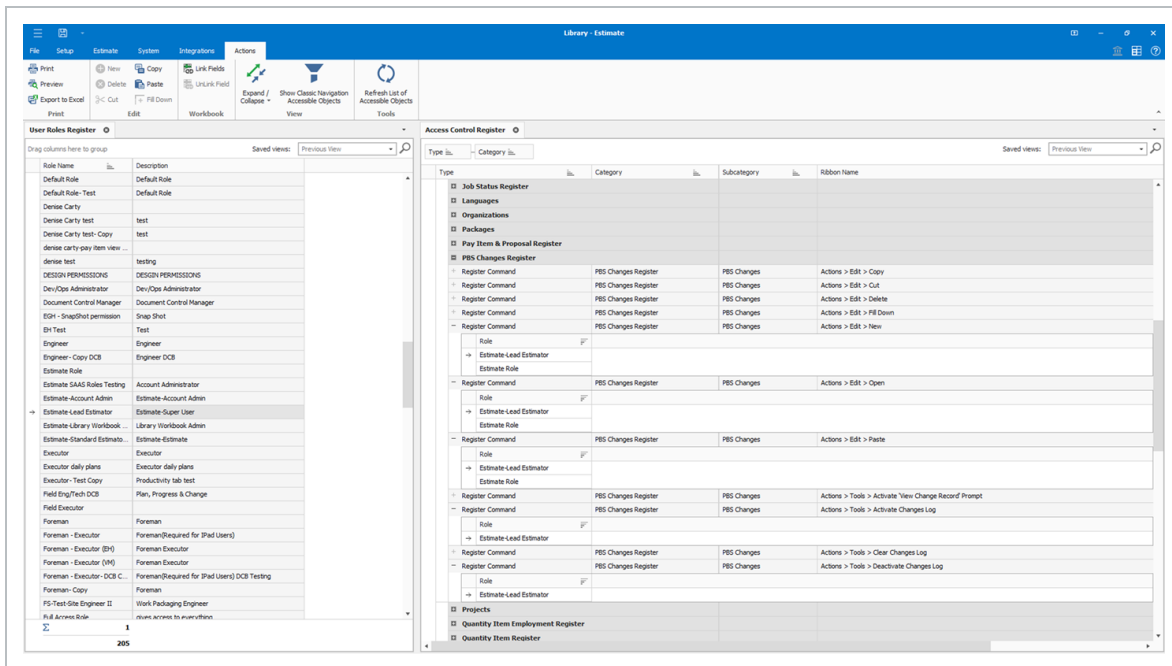 Library - Estimate
File Setup Estimate System Integrations Actions
Print New Copy Link Fields
Preview Delete Paste UnLink Field
Export to Excel Cut Fill Down
Expand / Collapse
Show Classic Navigation Accessible Objects
Refresh List of Accessible Objects
Print Edit Workbook View Tools
User Roles Register
Drag columns here to group Saved views: Previous View
Role Name Description
Default Role Default Role
Default Role- Test Default Role
Denise Carty
Denise Carty test test
Denise Carty test- Copy test
denise carty-pay item view ...
denise test testing
DESIGN PERMISSIONS DESGIN PERMISSIONS
Dev/Ops Administrator Dev/Ops Administrator
Document Control Manager Document Control Manager
EGH - SnapShot permission Snap Shot
EH Test Test
Engineer Engineer
Engineer- Copy DCB Engineer DCB
Estimate Role
Estimate SAAS Roles Testing Account Administrator
Estimate-Account Admin Estimate-Account Admin
Estimate-Lead Estimator Estimate-Super User
Estimate-Library Workbook ... Library Workbook Admin
Estimate-Standard Estimato... Estimate-Estimate
Executor Executor
Executor daily plans Executor daily plans
Executor- Test Copy Productivity tab test
Field Eng/Tech DCB Plan, Progress & Change
Field Executor
Foreman Foreman
Foreman - Executor Foreman(Required for IPad Users)
Foreman - Executor (EH) Foreman Executor
Foreman - Executor (VM) Foreman Executor
Foreman - Executor- DCB C... Foreman(Required for IPad Users) DCB Testing
Foreman- Copy Foreman
FS-Test-Site Engineer II Work Packaging Engineer
Full Access Role gives access to everything
Σ 1
205
Access Control Register
Type Category Saved views: Previous View
Type Category Subcategory Ribbon Name
Job Status Register
Languages
Organizations
Packages
Pay Item & Proposal Register
PBS Changes Register
Register Command PBS Changes Register PBS Changes Actions > Edit > Copy
Register Command PBS Changes Register PBS Changes Actions > Edit > Cut
Register Command PBS Changes Register PBS Changes Actions > Edit > Delete
Register Command PBS Changes Register PBS Changes Actions > Edit > Fill Down
Register Command PBS Changes Register PBS Changes Actions > Edit > New
Role
Estimate-Lead Estimator
Estimate Role
Register Command PBS Changes Register PBS Changes Actions > Edit > Open
Role
Estimate-Lead Estimator
Estimate Role
Register Command PBS Changes Register PBS Changes Actions > Edit > Paste
Role
Estimate-Lead Estimator
Estimate Role
Register Command PBS Changes Register PBS Changes Actions > Tools > Activate 'View Change Record' Prompt
Register Command PBS Changes Register PBS Changes Actions > Tools > Activate Changes Log
Role
Estimate-Lead Estimator
Register Command PBS Changes Register PBS Changes Actions > Tools > Clear Changes Log
Register Command PBS Changes Register PBS Changes Actions > Tools > Deactivate Changes Log
Role
Estimate-Lead Estimator
Projects
Quantity Item Employment Register
Quantity Item Register